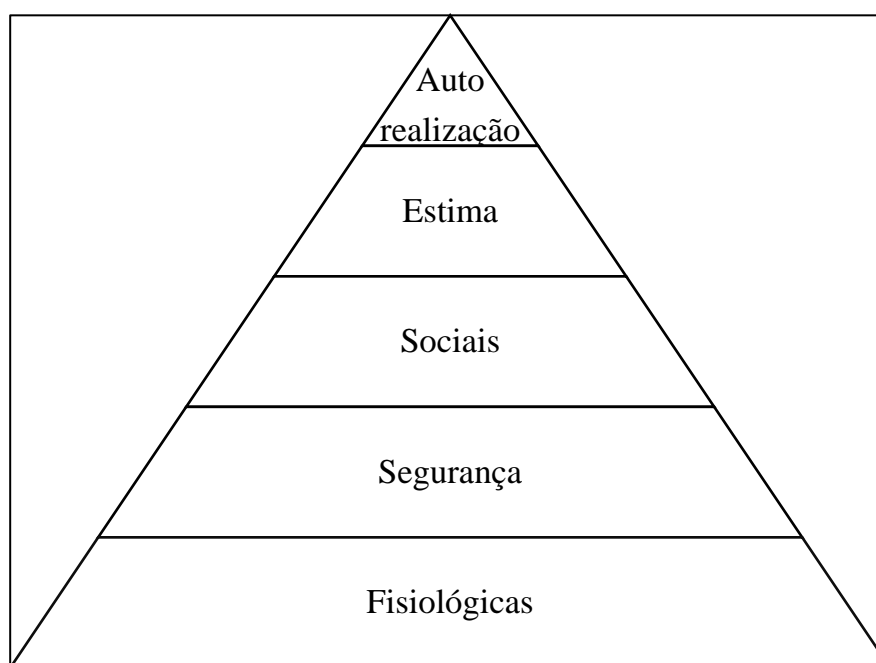 Auto
realização
Estima
Sociais
Segurança
Fisiológicas